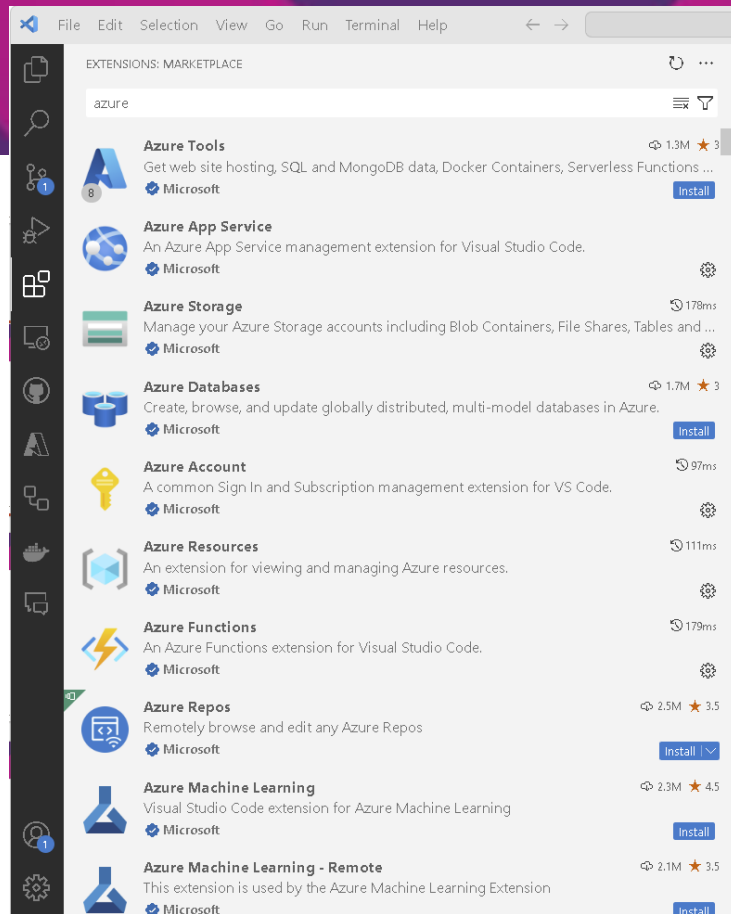 File Edit Selection View Go Run Terminal Help
EXTENSIONS: MARKETPLACE
azure
Azure Tools 1.3M 3
Get web site hosting, SQL and MongoDB data, Docker Containers, Serverless Functions ...
8 Microsoft Install
1
Azure App Service
An Azure App Service management extension for Visual Studio Code.
Microsoft
Azure Storage 178ms
Manage your Azure Storage accounts including Blob Containers, File Shares, Tables and ...
Microsoft
Azure Databases 1.7M 3
Create, browse, and update globally distributed, multi-model databases in Azure.
Microsoft Install
Azure Account 97ms
A common Sign In and Subscription management extension for VS Code.
Microsoft
Azure Resources 111ms
An extension for viewing and managing Azure resources.
Microsoft
Azure Functions 179ms
An Azure Functions extension for Visual Studio Code.
Microsoft
Azure Repos 2.5M 3.5
Remotely browse and edit any Azure Repos
Microsoft Install
Azure Machine Learning 2.3M 4.5
Visual Studio Code extension for Azure Machine Learning
Microsoft Install
1
Azure Machine Learning - Remote 2.1M 3.5
This extension is used by the Azure Machine Learning Extension
Microsoft Install